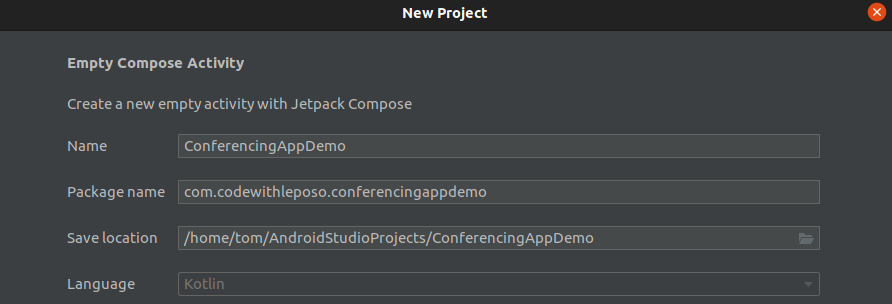 New Project
Empty Compose Activity
Create a new empty activity with Jetpack Compose
Name ConferencingAppDemo
Package name com.codewithleposo.conferencingappdemo
Save location /home/tom/AndroidStudioProjects/ConferencingAppDemo
Language Kotlin